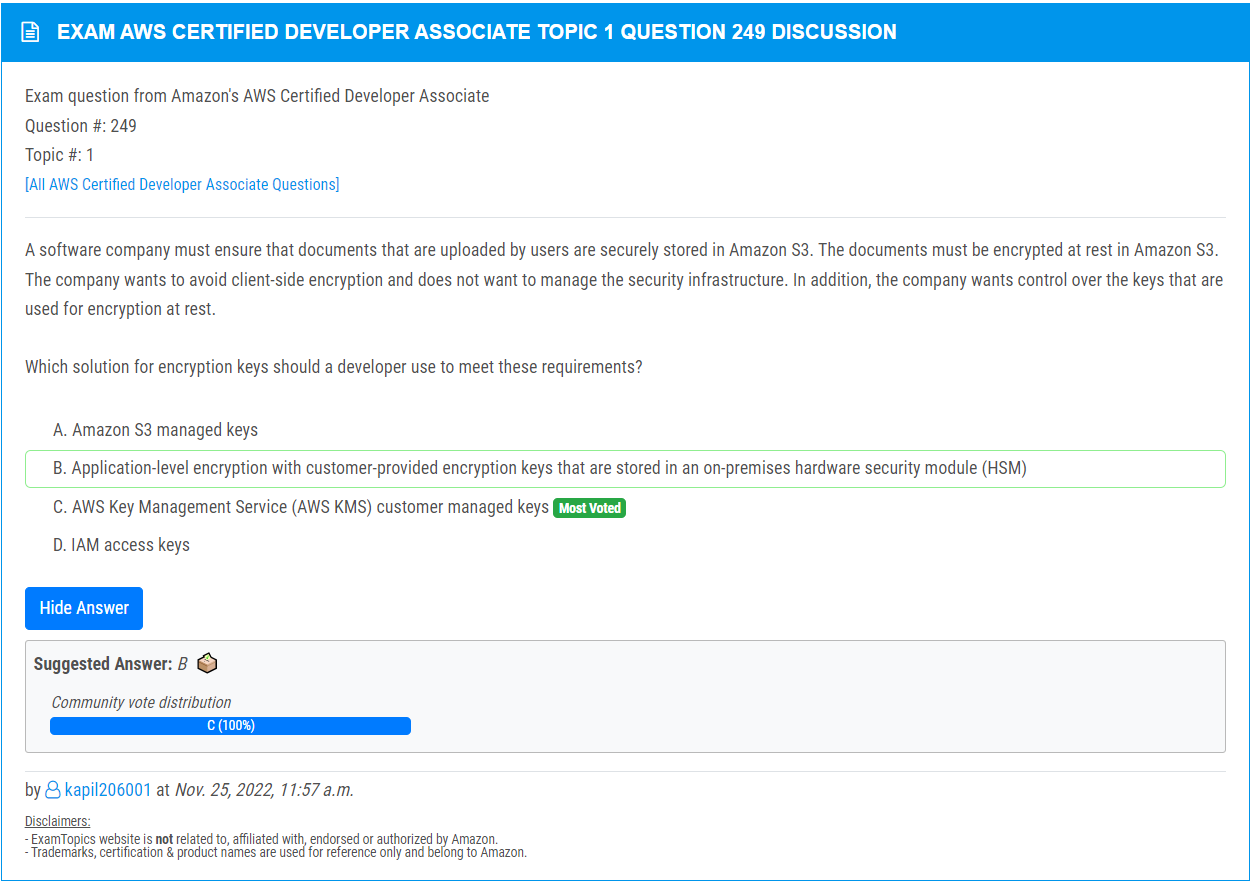 EXAM AWS CERTIFIED DEVELOPER ASSOCIATE TOPIC 1 QUESTION 249 DISCUSSION
Exam question from Amazon's AWS Certified Developer Associate
Question #: 249
Topic #: 1
[All AWS Certified Developer Associate Questions]
A software company must ensure that documents that are uploaded by users are securely stored in Amazon S3. The documents must be encrypted at rest in Amazon S3.
The company wants to avoid client-side encryption and does not want to manage the security infrastructure. In addition, the company wants control over the keys that are
used for encryption at rest.
Which solution for encryption keys should a developer use to meet these requirements?
A. Amazon S3 managed keys
B. Application-level encryption with customer-provided encryption keys that are stored in an on-premises hardware security module (HSM)
C. AWS Key Management Service (AWS KMS) customer managed keys Most Voted
D. IAM access keys
Hide Answer
Suggested Answer: B
Community vote distribution
C (100%)
by kapil206001 at Nov. 25, 2022, 11:57 a.m.
Disclaimers:
- ExamTopics website is not related to, affiliated with, endorsed or authorized by Amazon.
- Trademarks, certification & product names are used for reference only and belong to Amazon.